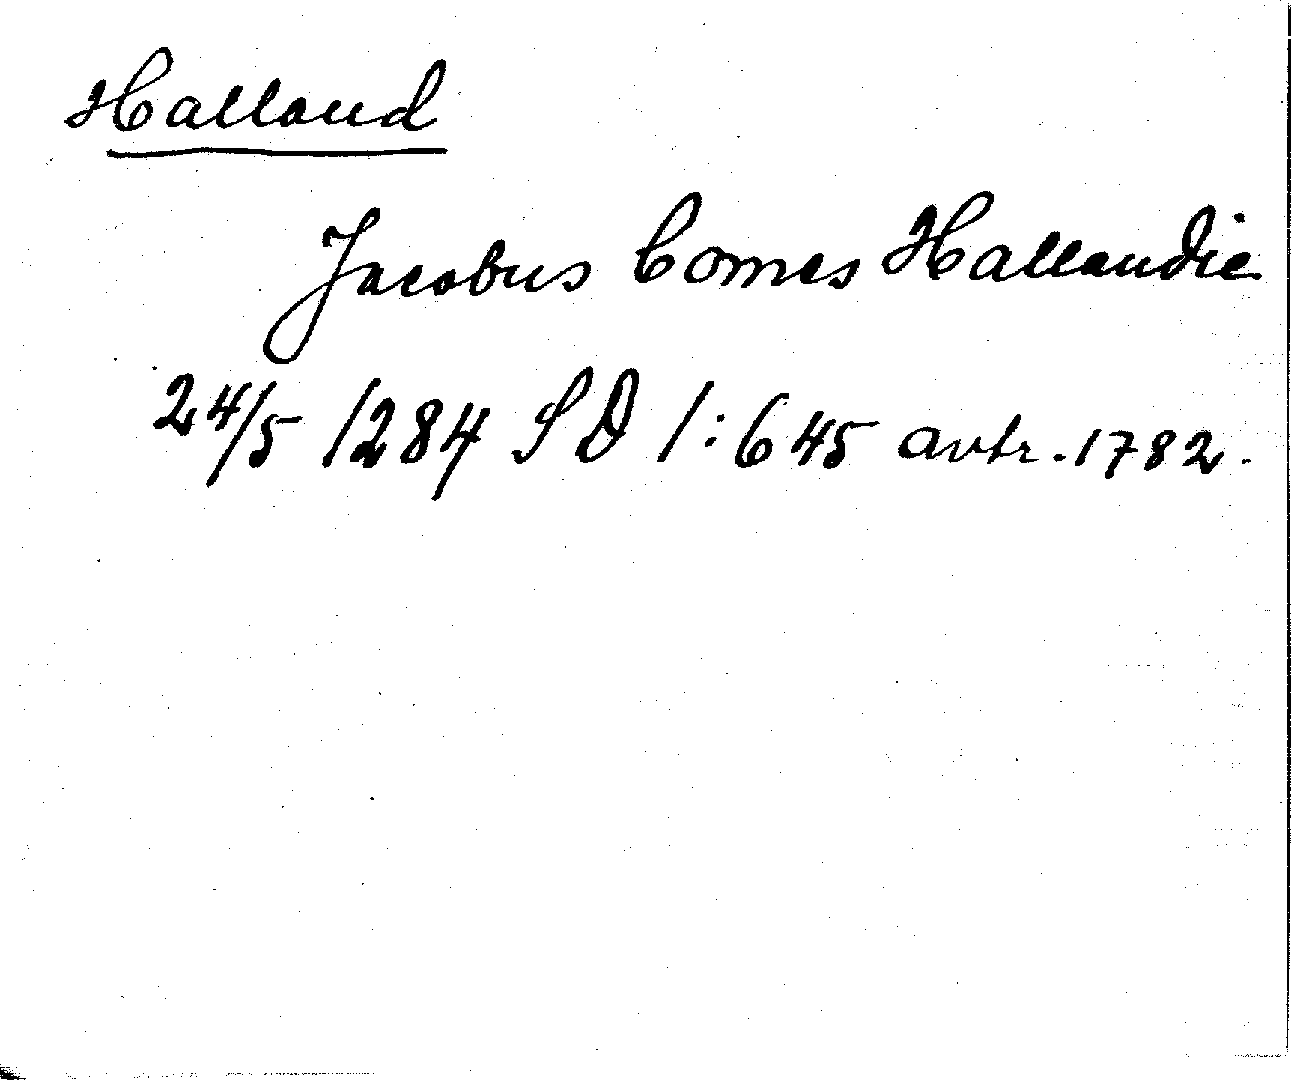 Halland
Jacobus Comes Hallandie
24/5 1284 SD 1:645 avtr. 1782.